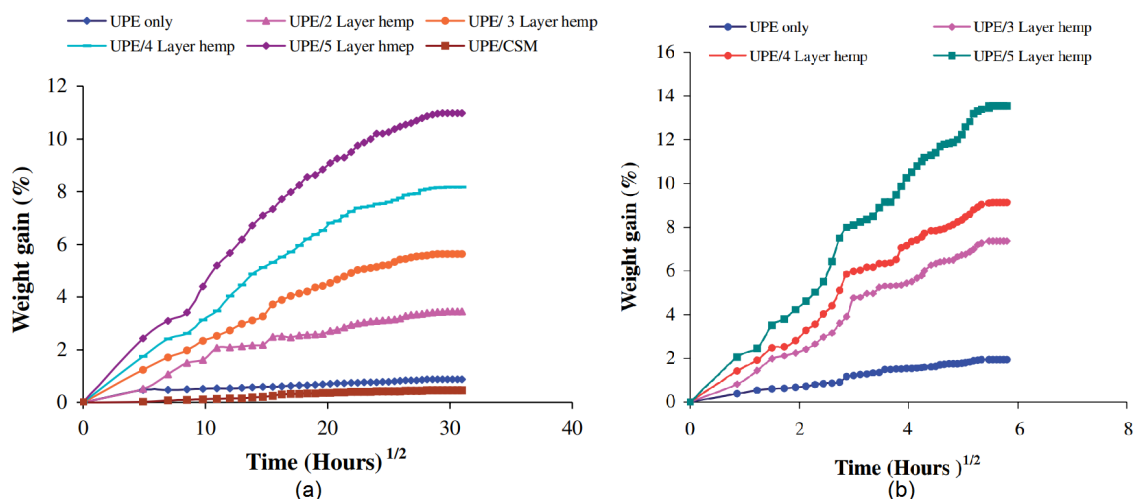 UPE only UPE/2 Layer hemp UPE/ 3 Layer hemp
UPE/4 Layer hemp UPE/5 Layer hmep UPE/CSM
12
10
8
6
4
2
0
0 10 20 30 40
Weight gain (%)
Time (Hours) 1/2
(a)
UPE only UPE/3 Layer hemp
UPE/4 Layer hemp UPE/5 Layer hemp
16
14
12
10
8
6
4
2
0
0 2 4 6 8
Weight gain (%)
Time (Hours )1/2
(b)